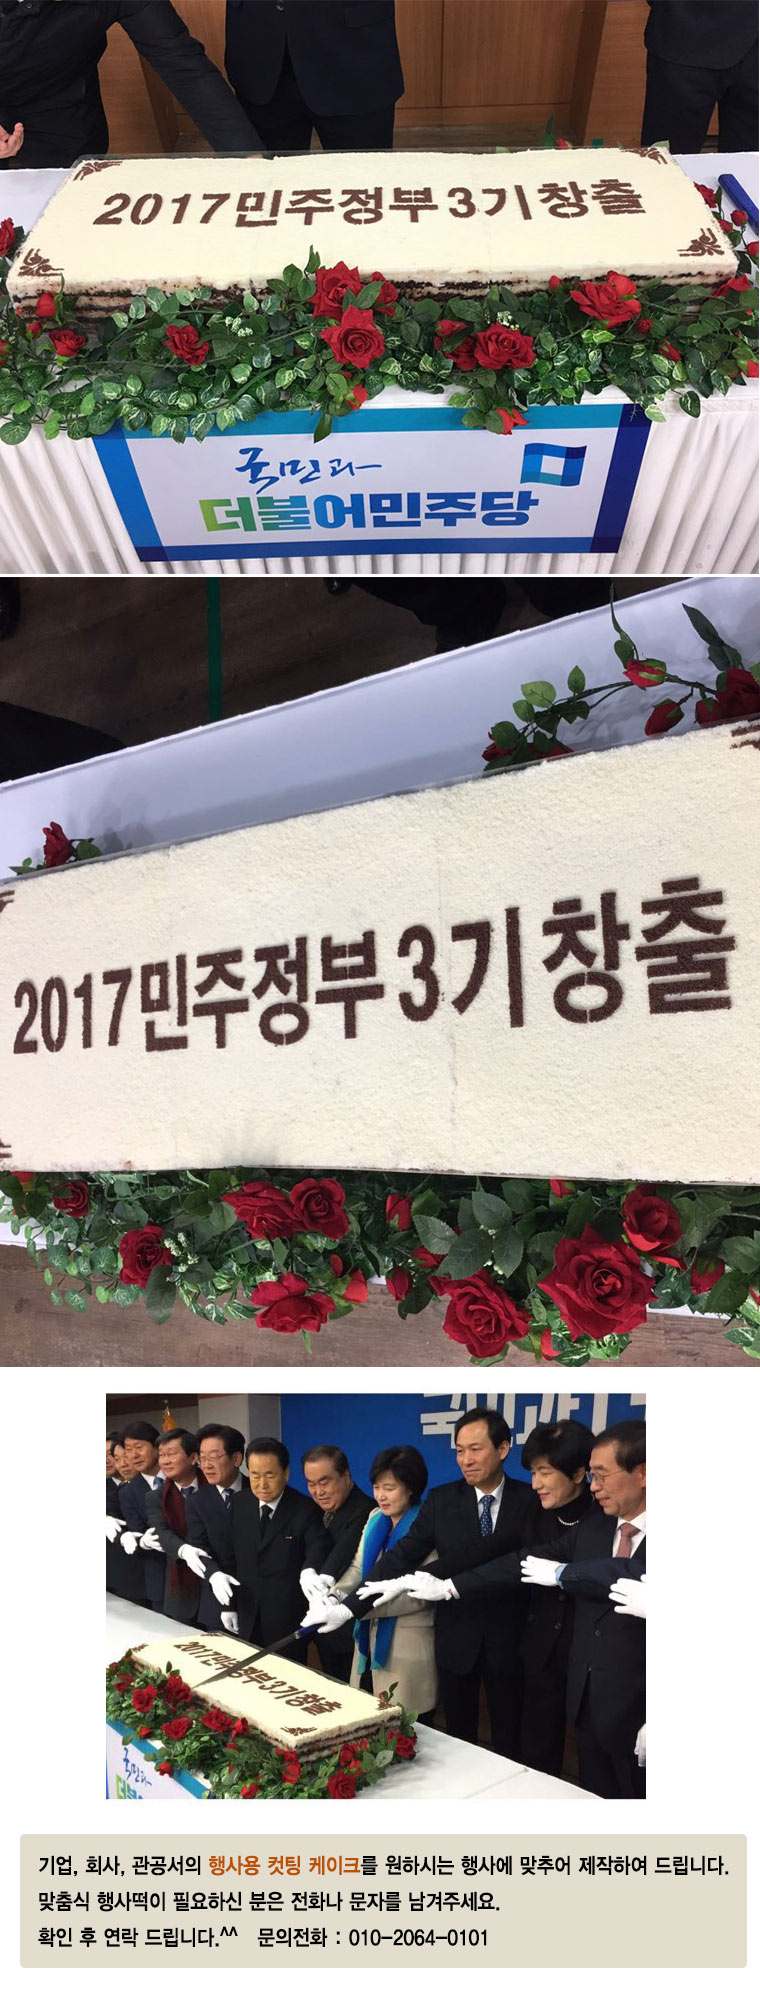 2017민주정부3기창출
국민과
더불어민주당
2017민주정부3기창출
2017민주정부3기창출
국민과
기업, 회사, 관공서의 행사용 컷팅 케이크를 원하시는 행사에 맞추어 제작하여 드립니다.
맞춤식 행사떡이 필요하신 분은 전화나 문자를 남겨주세요.
확인 후 연락 드립니다.^^ 문의전화 : 010-2064-0101